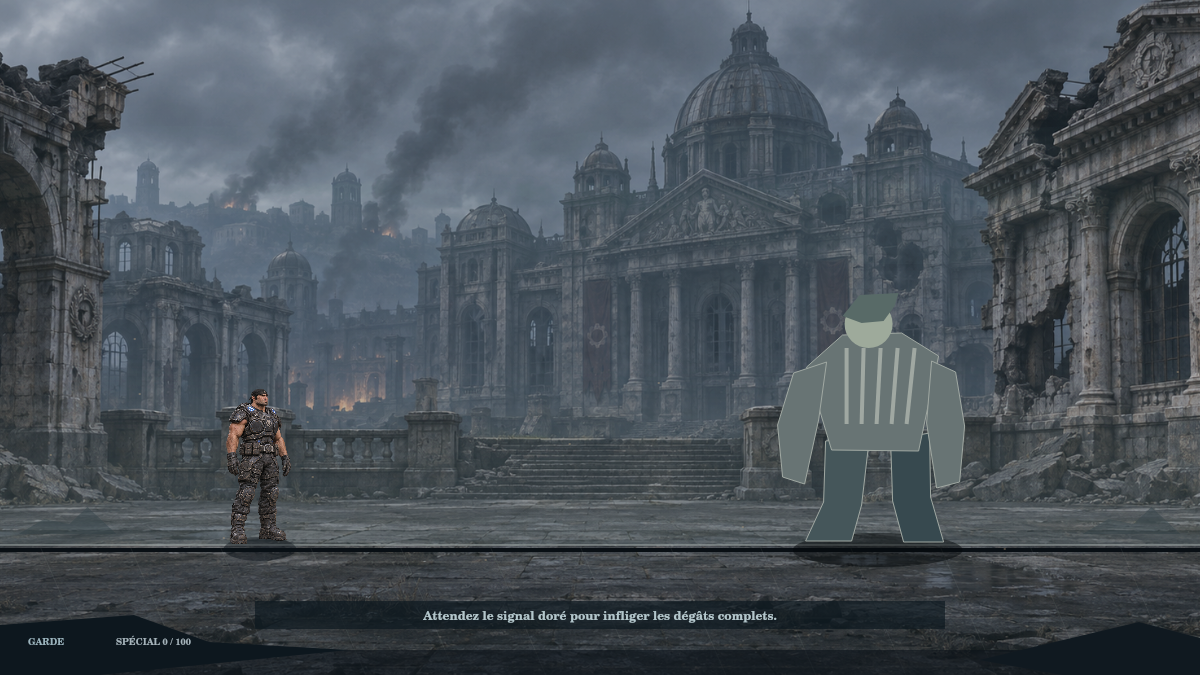 Attendez le signal doré pour infliger les dégâts complets.
GARDE
SPÉCIAL 0 / 100